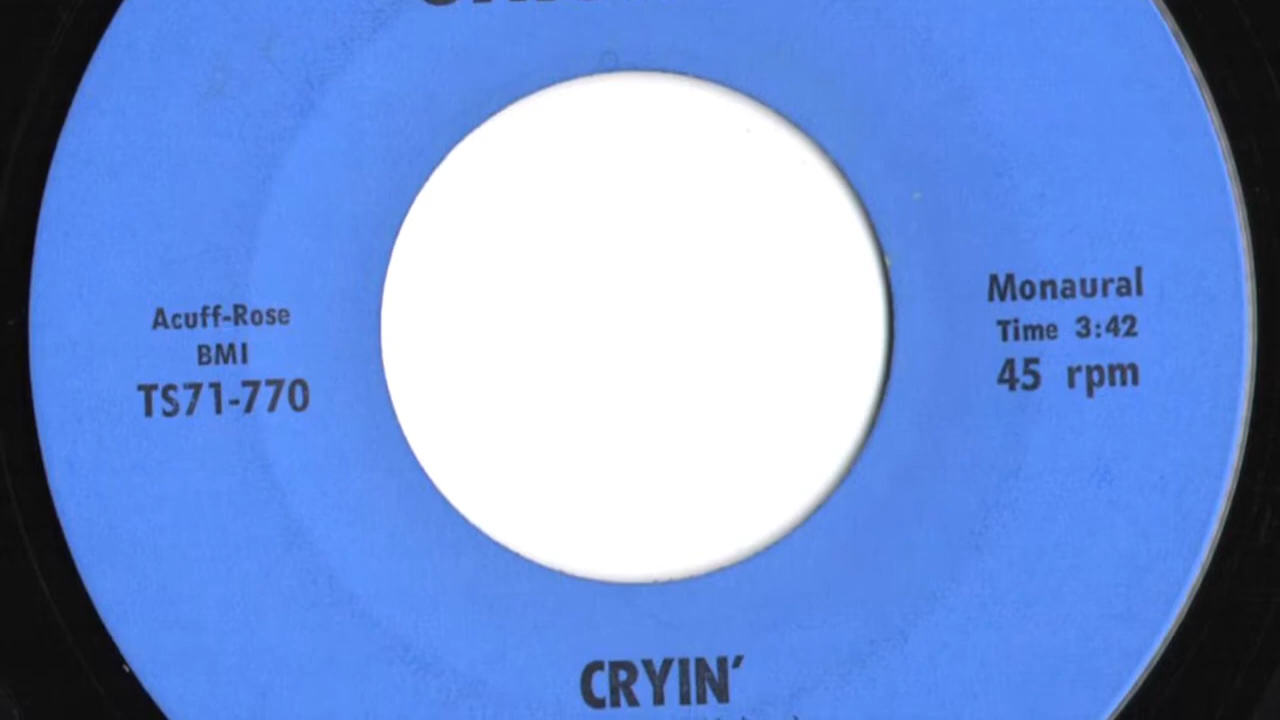 Acuff-Rose
BMI
TS71-770
Monaural
Time 3:42
45 rpm
CRYIN'